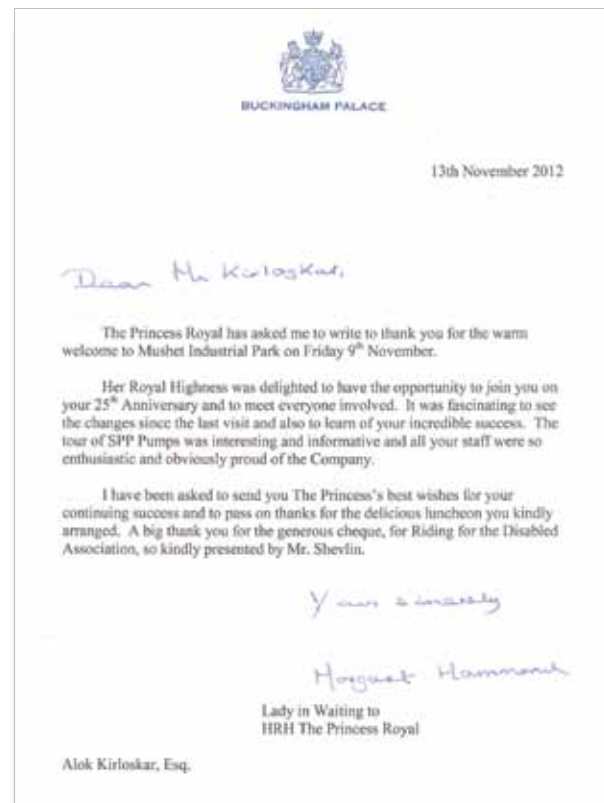 BUCKINGHAM PALACE
13th November 2012
Dear Mr Kirloskar,
The Princess Royal has asked me to write to thank you for the warm
welcome to Mushet Industrial Park on Friday 9th November.
Her Royal Highness was delighted to have the opportunity to join you on
your 25th Anniversary and to meet everyone involved. It was fascinating to see
the changes since the last visit and also to learn of your incredible success. The
tour of SPP Pumps was interesting and informative and all your staff were so
enthusiastic and obviously proud of the Company.
I have been asked to send you The Princess's best wishes for your
continuing success and to pass on thanks for the delicious luncheon you kindly
arranged. A big thank you for the generous cheque, for Riding for the Disabled
Association, so kindly presented by Mr. Shevlin.
Yours sincerely
Margaret Hammond
Lady in Waiting to
HRH The Princess Royal
Alok Kirloskar, Esq.